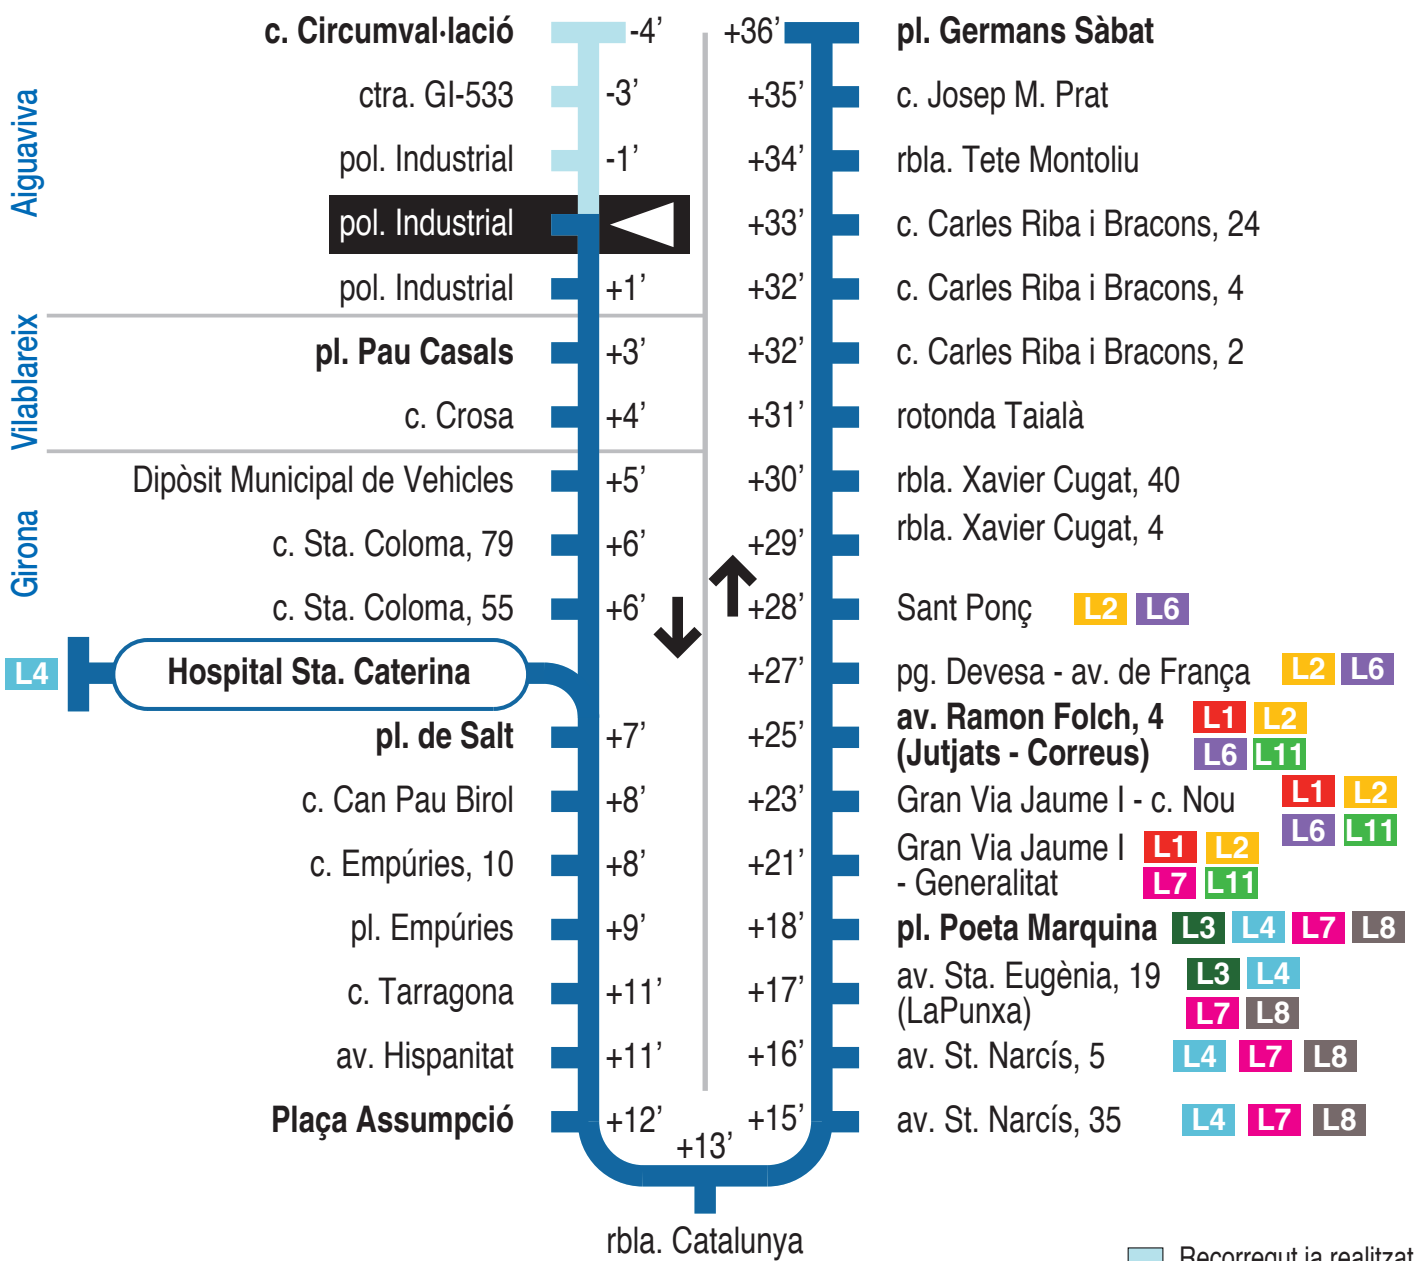 Aiguaviva
c. Circumval·lació -4'
ctra. GI-533 -3'
pol. Industrial -1'
pol. Industrial
pol. Industrial +1'
Vilablareix
pl. Pau Casals +3'
c. Crosa +4'
Girona
Dipòsit Municipal de Vehicles +5'
c. Sta. Coloma, 79 +6'
c. Sta. Coloma, 55 +6'
L4 Hospital Sta. Caterina
pl. de Salt +7'
c. Can Pau Birol +8'
c. Empúries, 10 +8'
pl. Empúries +9'
c. Tarragona +11'
av. Hispanitat +11'
Plaça Assumpció +12'
+13'
rbla. Catalunya
+36' pl. Germans Sàbat
+35' c. Josep M. Prat
+34' rbla. Tete Montoliu
+33' c. Carles Riba i Bracons, 24
+32' c. Carles Riba i Bracons, 4
+32' c. Carles Riba i Bracons, 2
+31' rotonda Taialà
+30' rbla. Xavier Cugat, 40
+29' rbla. Xavier Cugat, 4
+28' Sant Ponç L2 L6
+27' pg. Devesa - av. de França L2 L6
+25' av. Ramon Folch, 4 L1 L2
(Jutjats - Correus) L6 L11
+23' Gran Via Jaume I - c. Nou L1 L2
L6 L11
+21' Gran Via Jaume I L1 L2
- Generalitat L7 L11
+18' pl. Poeta Marquina L3 L4 L7 L8
+17' av. Sta. Eugènia, 19 L3 L4
(LaPunxa) L7 L8
+16' av. St. Narcís, 5 L4 L7 L8
+15' av. St. Narcís, 35 L4 L7 L8
Recorregut ja realitzat